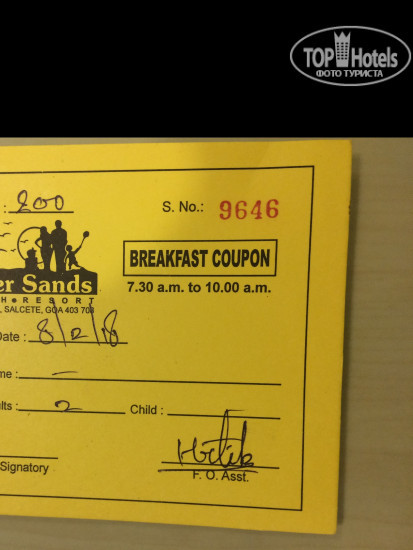 TOP Hotels
ФОТО ТУРИСТА
: 200
S. No.: 9646
er Sands
H RESORT
, SALCETE, GOA 403 708
BREAKFAST COUPON
7.30 a.m. to 10.00 a.m.
Date : 8/2/18
me : –
lts : 2 Child : –
Signatory
F. O. Asst.